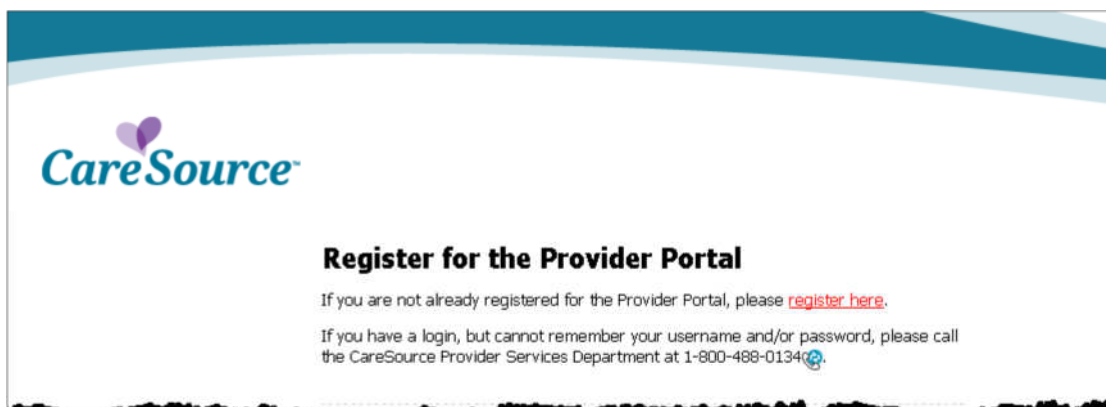 CareSource™
Register for the Provider Portal
If you are not already registered for the Provider Portal, please register here.
If you have a login, but cannot remember your username and/or password, please call
the CareSource Provider Services Department at 1-800-488-0134.